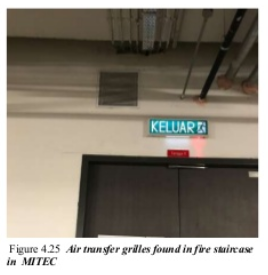 KELUAR
Figure 4.25 Air transfer grilles found in fire staircase
in MITEC